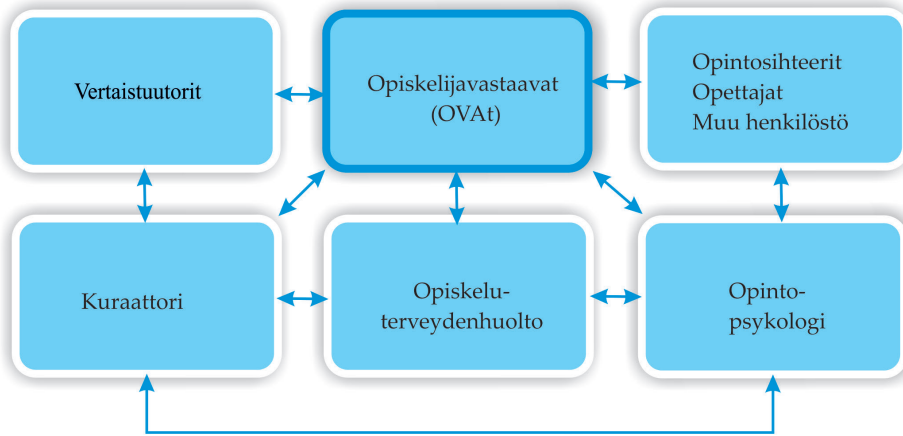 Vertaistuutorit
Opiskelijavastaavat
(OVAt)
Opintosihteerit
Opettajat
Muu henkilöstö
Kuraattori
Opiskelu-
terveydenhuolto
Opinto-
psykologi